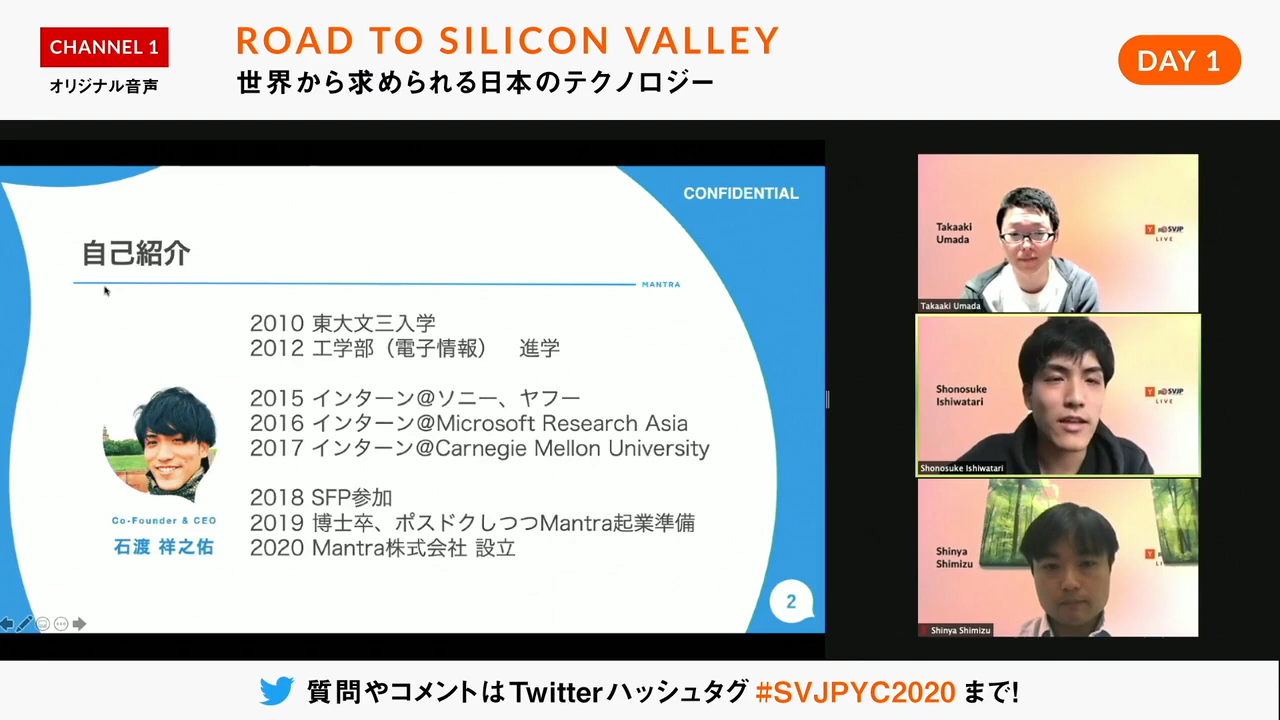 CHANNEL 1
オリジナル音声
ROAD TO SILICON VALLEY
世界から求められる日本のテクノロジー
DAY 1
CONFIDENTIAL
自己紹介
MANTRA
2010 東大文三入学
2012 工学部（電子情報）　進学
2015 インターン@ソニー、ヤフー
2016 インターン@Microsoft Research Asia
2017 インターン@Carnegie Mellon University
2018 SFP参加
2019 博士卒、ポスドクしつつMantra起業準備
2020 Mantra株式会社 設立
Co-Founder & CEO
石渡 祥之佑
2
Takaaki
Umada
Y SVJP
LIVE
Takaaki Umada
Shonosuke
Ishiwatari
Y SVJP
LIVE
Shonosuke Ishiwatari
Shinya
Shimizu
Y
Shinya Shimizu
質問やコメントはTwitterハッシュタグ #SVJPYC2020 まで!